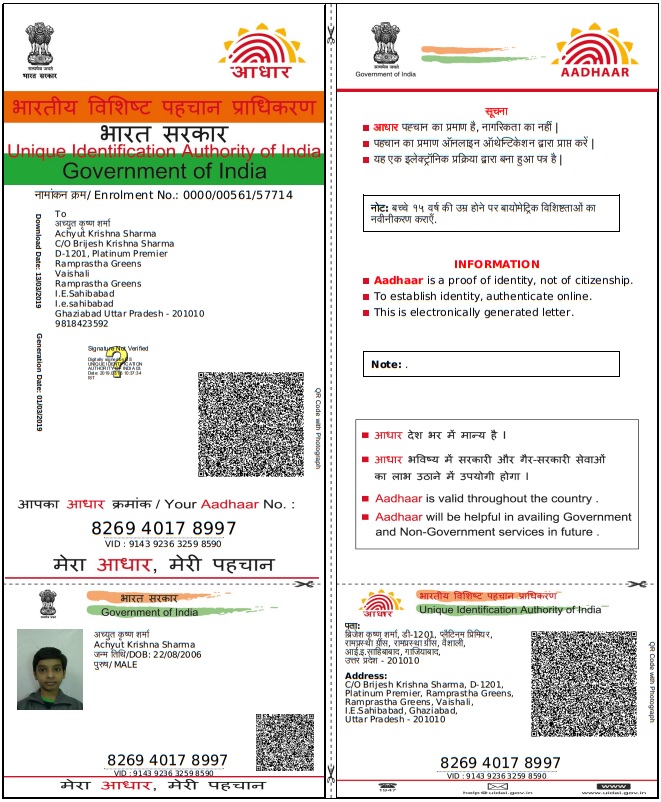 सत्यमेव जयते
भारत सरकार
आधार
भारतीय विशिष्ट पहचान प्राधिकरण
भारत सरकार
Unique Identification Authority of India
Government of India
नामांकन क्रम/ Enrolment No.: 0000/00561/57714
Download Date: 13/03/2019
Generation Date: 01/03/2019
To
अच्युत कृष्ण शर्मा
Achyut Krishna Sharma
C/O Brijesh Krishna Sharma
D-1201, Platinum Premier
Ramprastha Greens
Vaishali
Ramprastha Greens
I.E.Sahibabad
I.e.sahibabad
Ghaziabad Uttar Pradesh - 201010
9818423592
Signature Not Verified
Digitally signed by DS
UNIQUE IDENTIFICATION
AUTHORITY OF INDIA 05
IST
QR Code with Photograph
आपका आधार क्रमांक / Your Aadhaar No. :
8269 4017 8997
VID : 9143 9236 3259 8590
मेरा आधार, मेरी पहचान
भारत सरकार
Government of India
अच्युत कृष्ण शर्मा
Achyut Krishna Sharma
जन्म तिथि/DOB: 22/08/2006
पुरुष/ MALE
8269 4017 8997
VID : 9143 9236 3259 8590
मेरा आधार, मेरी पहचान
सत्यमेव जयते
Government of India
AADHAAR
सूचना
आधार पहचान का प्रमाण है, नागरिकता का नहीं |
पहचान का प्रमाण ऑनलाइन ऑथेन्टिकेशन द्वारा प्राप्त करें |
यह एक इलेक्ट्रॉनिक प्रक्रिया द्वारा बना हुआ पत्र है |
नोट: बच्चे १५ वर्ष की उम्र होने पर बायोमेट्रिक विशिष्टताओं का
नवीनीकरण कराएँ.
INFORMATION
Aadhaar is a proof of identity, not of citizenship.
To establish identity, authenticate online.
This is electronically generated letter.
Note: .
आधार देश भर में मान्य है ।
आधार भविष्य में सरकारी और गैर-सरकारी सेवाओं
का लाभ उठाने में उपयोगी होगा ।
Aadhaar is valid throughout the country .
Aadhaar will be helpful in availing Government
and Non-Government services in future .
आधार
भारतीय विशिष्ट पहचान प्राधिकरण
Unique Identification Authority of India
पता:
ब्रिजेश कृष्ण शर्मा, डी-1201, प्लैटिनम प्रिमियर,
रामप्रस्था ग्रीस, रामप्रस्था ग्रीस, वैशाली,
आई.इ.साहिबाबाद, गाजियाबाद,
उत्तर प्रदेश - 201010
Address:
C/O Brijesh Krishna Sharma, D-1201,
Platinum Premier, Ramprastha Greens,
Ramprastha Greens, Vaishali,
I.E.Sahibabad, Ghaziabad,
Uttar Pradesh - 201010
QR Code with Photograph
8269 4017 8997
VID : 9143 9236 3259 8590
1947
help@uidai.gov.in
www
www.uidai.gov.in